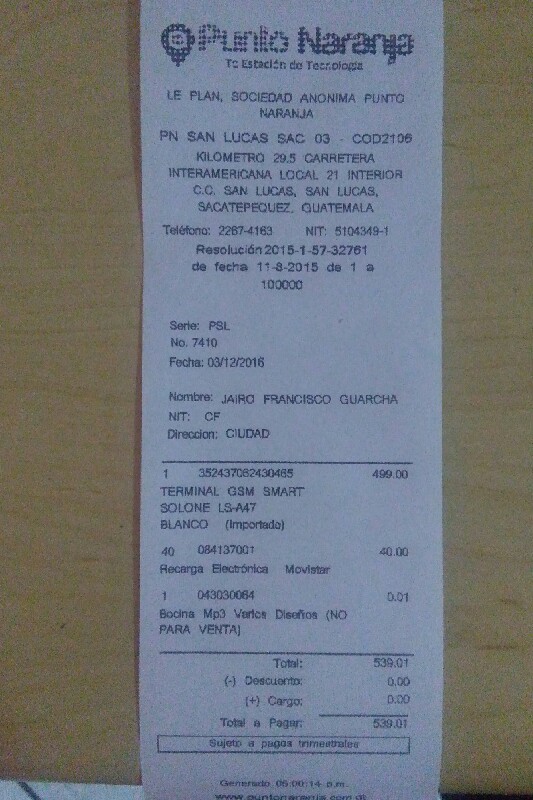 Punto Naranja
Tu Estación de Tecnología
LE PLAN, SOCIEDAD ANONIMA PUNTO
NARANJA
PN SAN LUCAS SAC 03 - COD2106
KILOMETRO 29.5 CARRETERA
INTERAMERICANA LOCAL 21 INTERIOR
C.C. SAN LUCAS, SAN LUCAS,
SACATEPEQUEZ, GUATEMALA
Teléfono: 2267-4163 NIT: 5104349-1
Resolución 2015-1-57-32761
de fecha 11-8-2015 de 1 a
100000
Serie: PSL
No. 7410
Fecha: 03/12/2016
Nombre: JAIRO FRANCISCO GUARCHA
NIT: CF
Direccion: CIUDAD
1 352437062430465 499.00
TERMINAL GSM SMART
SOLONE LS-A47
BLANCO (Importado)
40 084137001 40.00
Recarga Electrónica Movistar
1 043030064 0.01
Bocina Mp3 Varios Diseños (NO
PARA VENTA)
Total: 539.01
(-) Descuento: 0.00
(+) Cargo: 0.00
Total a Pagar: 539.01
Sujeto a pagos trimestrales
Generado 05:00:14 p.m.
www.puntonaranja.com.gt